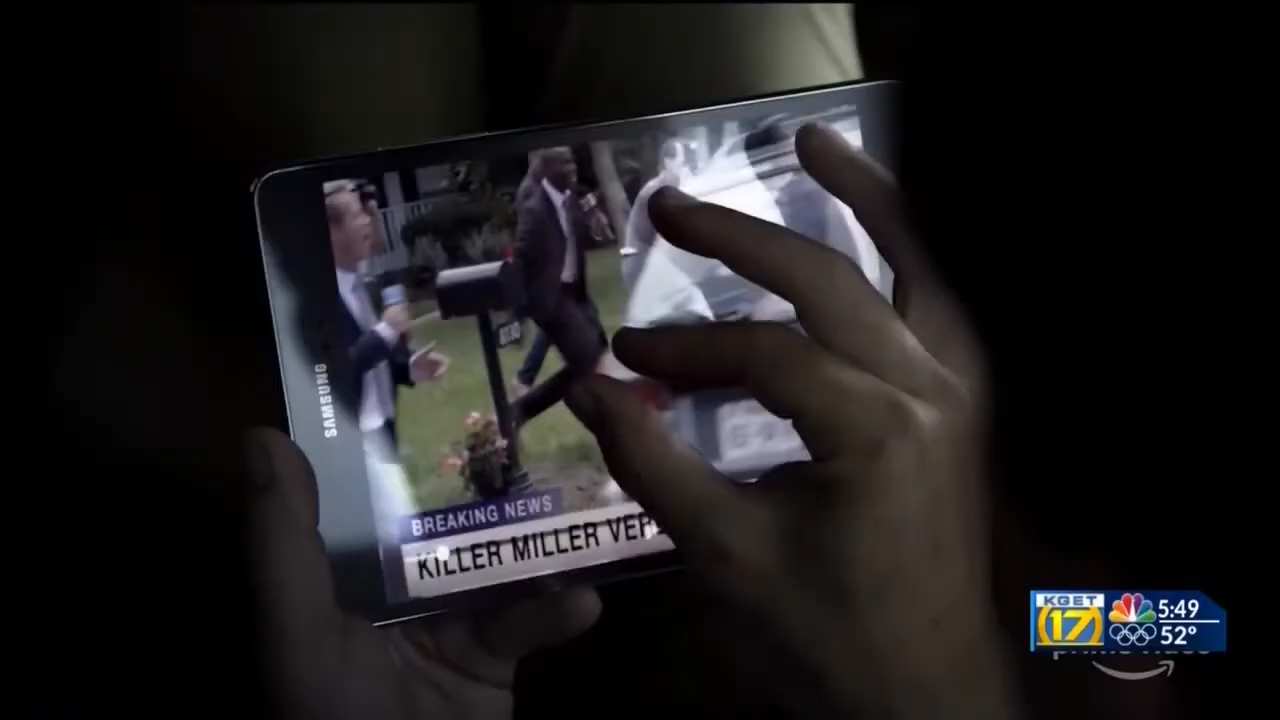 SAMSUNG
BREAKING NEWS
KILLER MILLER VER
KGET
17
5:49
52°